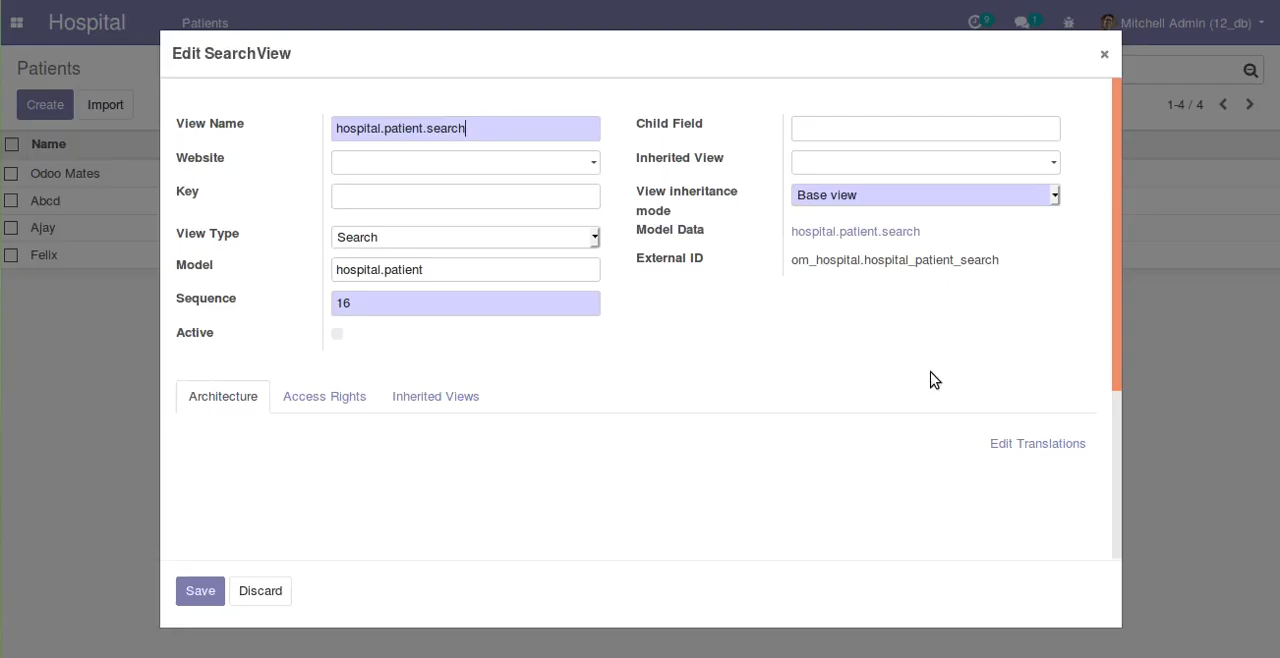 Hospital Patients 9 1 Mitchell Admin (12_db)
Patients
Create Import
1-4 / 4
Name
Odoo Mates
Abcd
Ajay
Felix
Edit SearchView ×
View Name hospital.patient.search
Website
Key
View Type Search
Model hospital.patient
Sequence 16
Active
Child Field
Inherited View
View inheritance
mode Base view
Model Data hospital.patient.search
External ID om_hospital.hospital_patient_search
Architecture Access Rights Inherited Views
Edit Translations
Save Discard